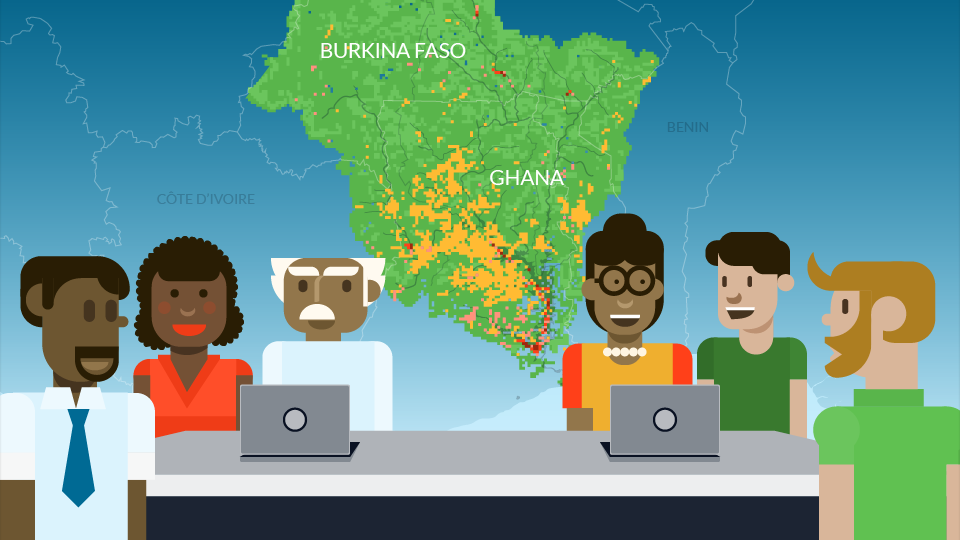 BURKINA FASO
BENIN
GHANA
CÔTE D'IVOIRE